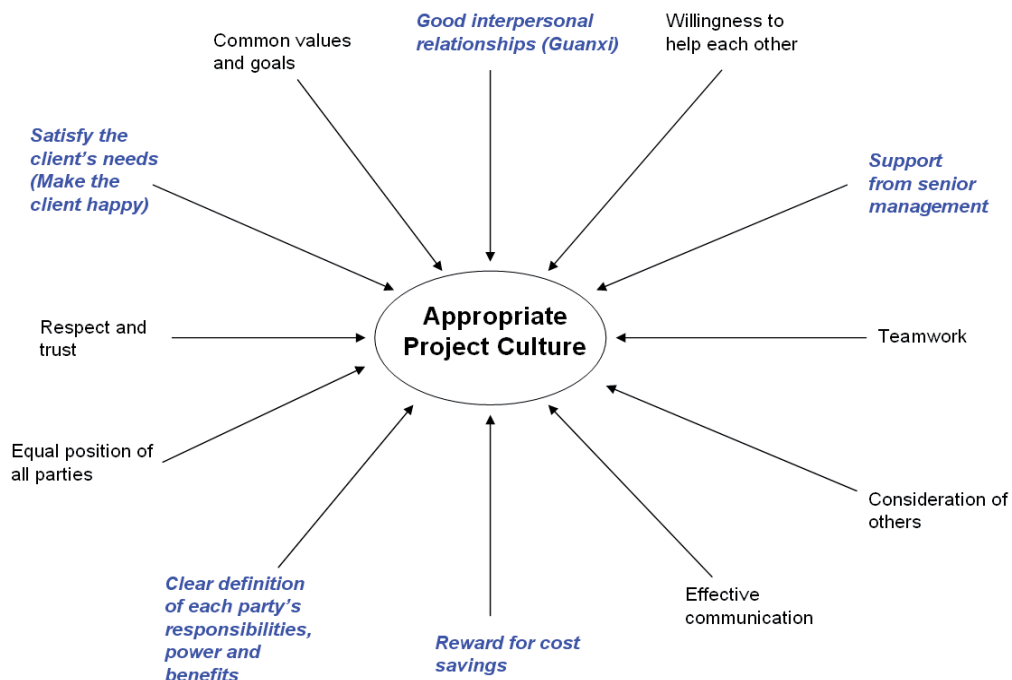 Good interpersonal
relationships (Guanxi)
Willingness to
help each other
Common values
and goals
Satisfy the
client's needs
(Make the
client happy)
Support
from senior
management
Appropriate
Project Culture
Respect and
trust
Teamwork
Equal position of
all parties
Consideration of
others
Clear definition
of each party's
responsibilities,
power and
benefits
Effective
communication
Reward for cost
savings